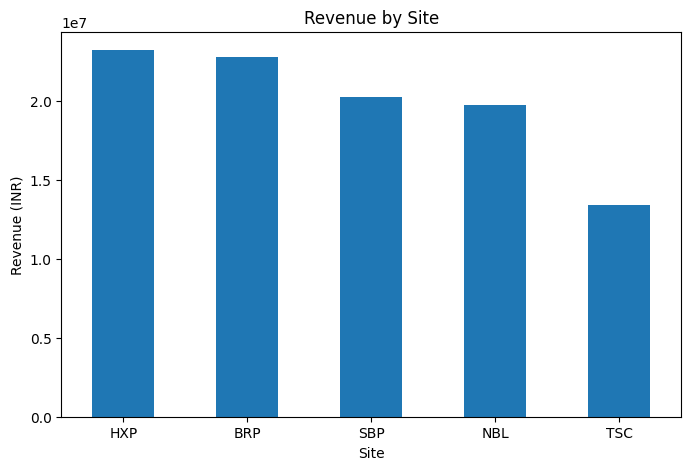 Revenue by Site
1e7
2.0
1.5
1.0
0.5
0.0
Revenue (INR)
HXP BRP SBP NBL TSC
Site